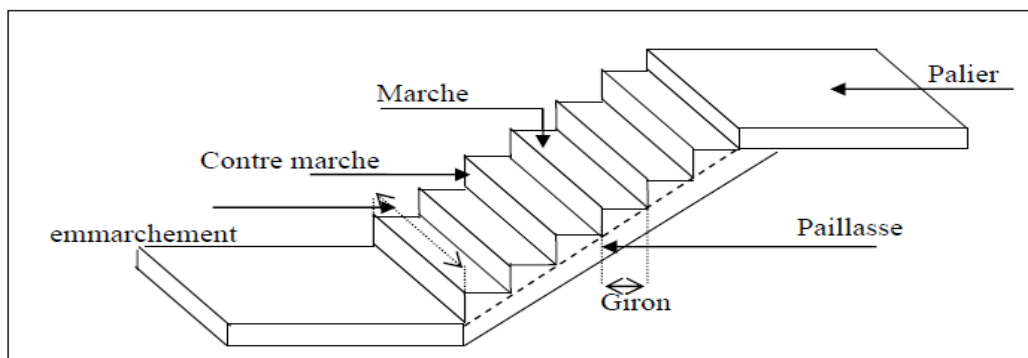 Palier
Marche
Contre marche
emmarchement
Paillasse
Giron